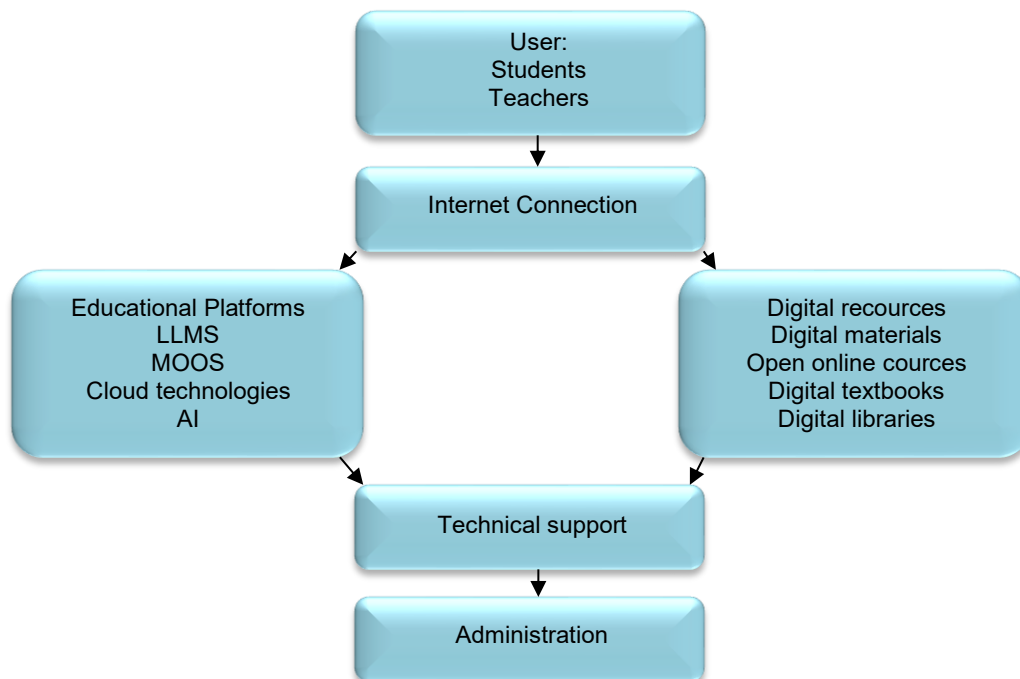 User:
Students
Teachers
Internet Connection
Educational Platforms
LLMS
MOOS
Cloud technologies
AI
Digital recources
Digital materials
Open online cources
Digital textbooks
Digital libraries
Technical support
Administration